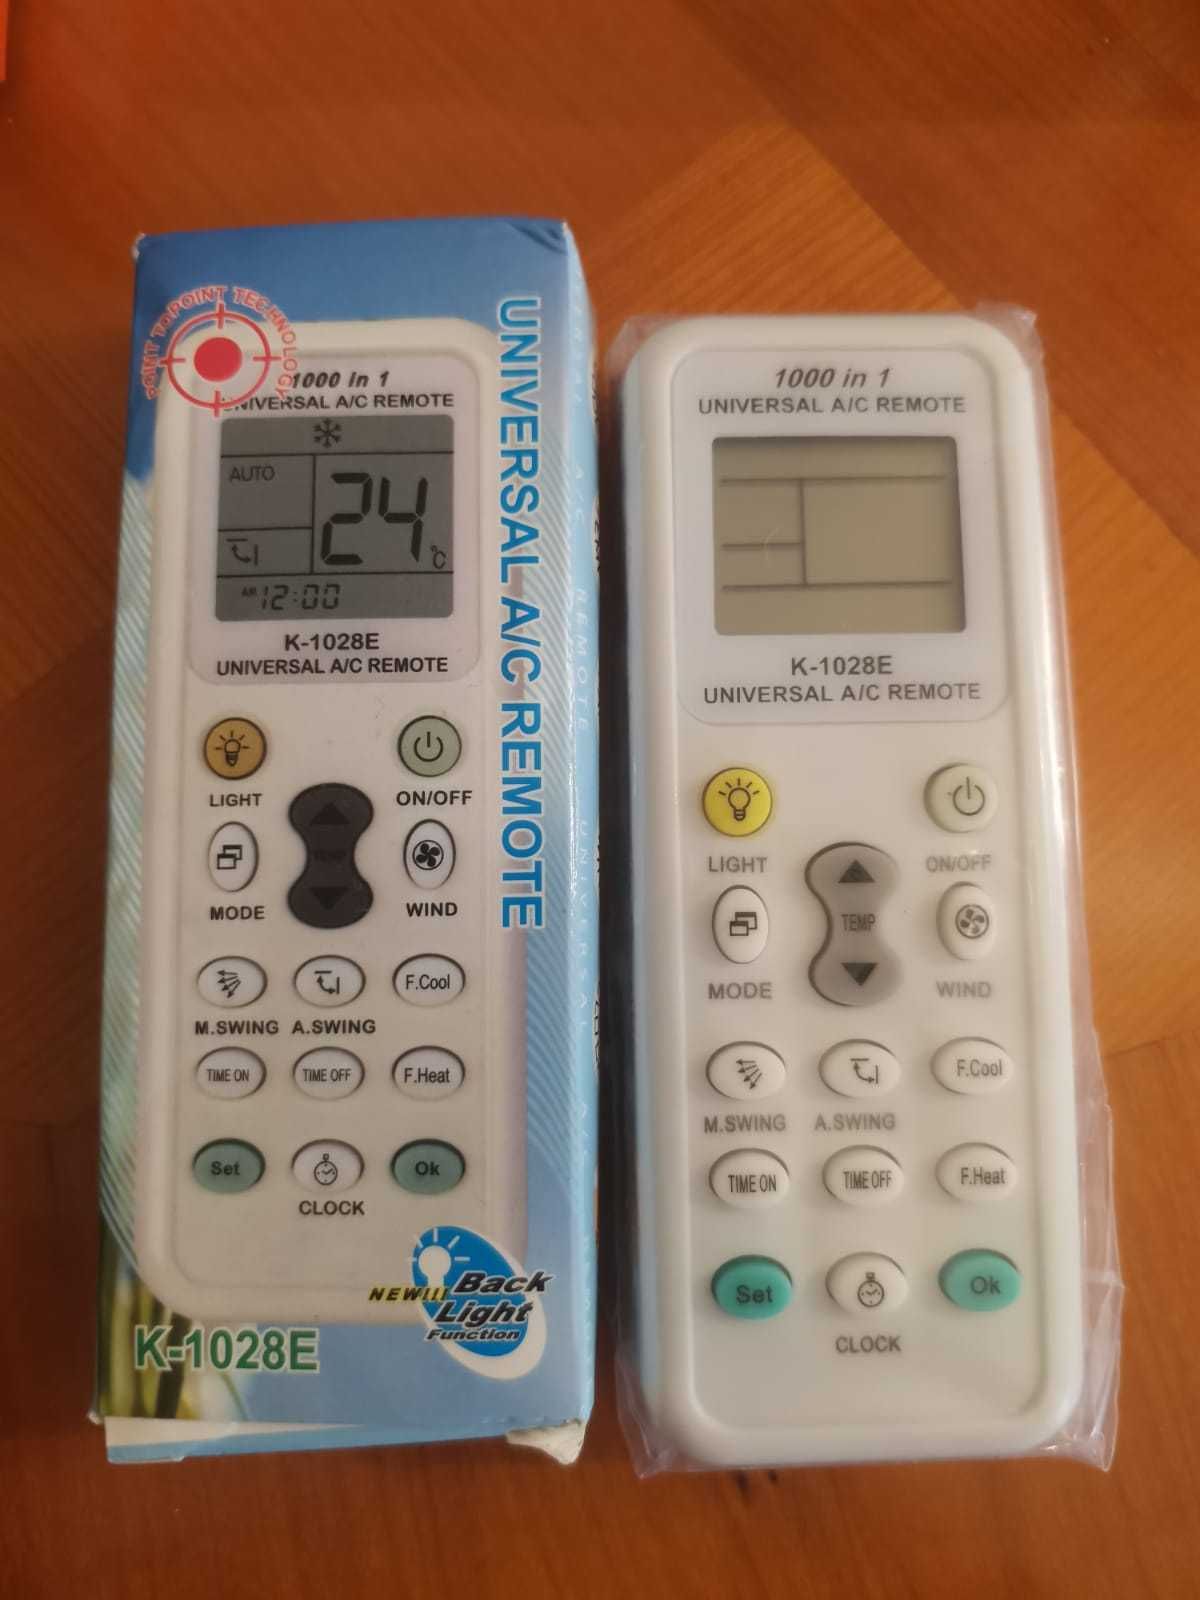 POINT TO POINT TECHNOLOGY
1000 in 1
UNIVERSAL A/C REMOTE
AUTO
24
°C
AM 12:00
K-1028E
UNIVERSAL A/C REMOTE
LIGHT
ON/OFF
TEMP
MODE
WIND
M.SWING
A.SWING
F.Cool
TIME ON
TIME OFF
F.Heat
Set
CLOCK
Ok
NEW!!! Back
Light
Function
K-1028E
UNIVERSAL A/C REMOTE
1000 in 1
UNIVERSAL A/C REMOTE
K-1028E
UNIVERSAL A/C REMOTE
LIGHT
ON/OFF
TEMP
MODE
WIND
M.SWING
A.SWING
F.Cool
TIME ON
TIME OFF
F.Heat
Set
CLOCK
Ok